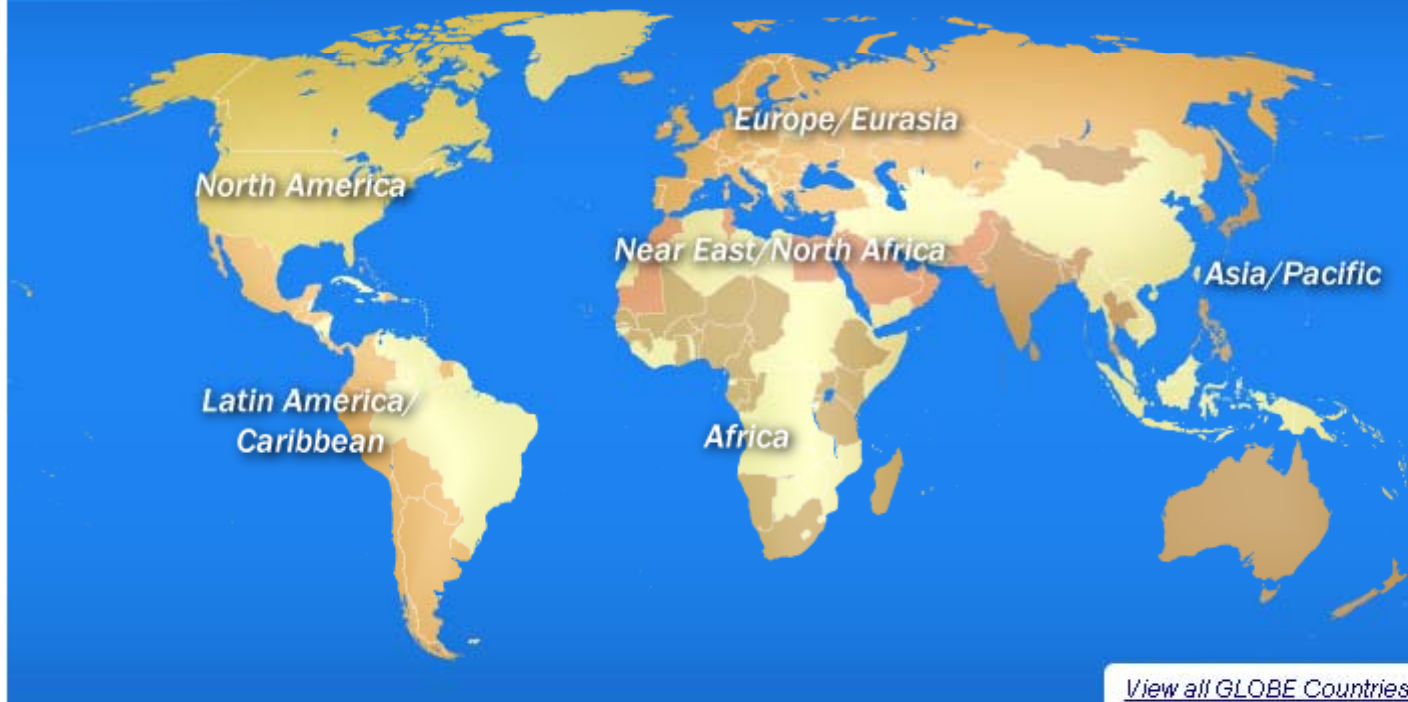 Europe/Eurasia
North America
Near East/North Africa
Asia/Pacific
Latin America/
Caribbean
Africa
View all GLOBE Countries